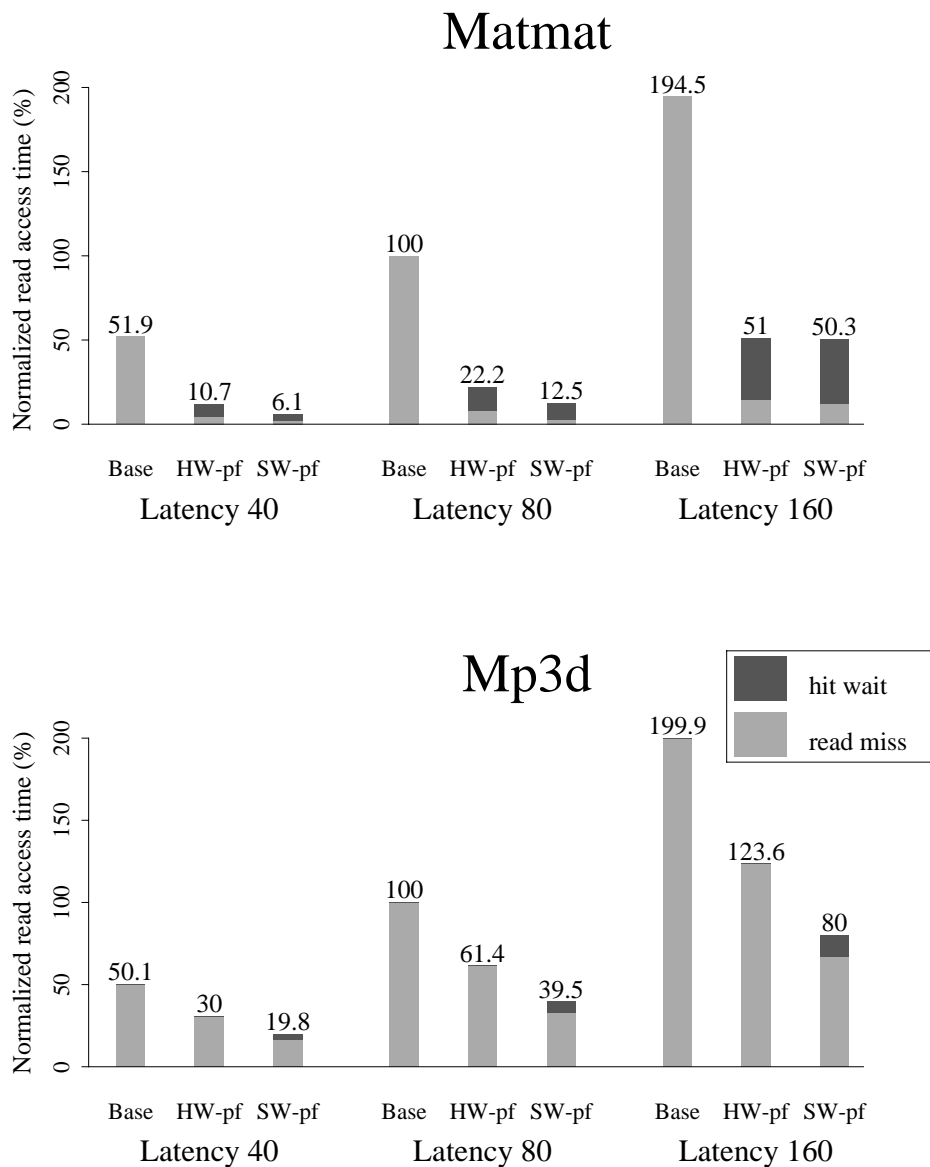 Matmat
Normalized read access time (%)
200
150
100
50
0
51.9
10.7
6.1
100
22.2
12.5
194.5
51
50.3
Base HW-pf SW-pf Base HW-pf SW-pf Base HW-pf SW-pf
Latency 40 Latency 80 Latency 160
Mp3d
hit wait
read miss
Normalized read access time (%)
200
150
100
50
0
50.1
30
19.8
100
61.4
39.5
199.9
123.6
80
Base HW-pf SW-pf Base HW-pf SW-pf Base HW-pf SW-pf
Latency 40 Latency 80 Latency 160